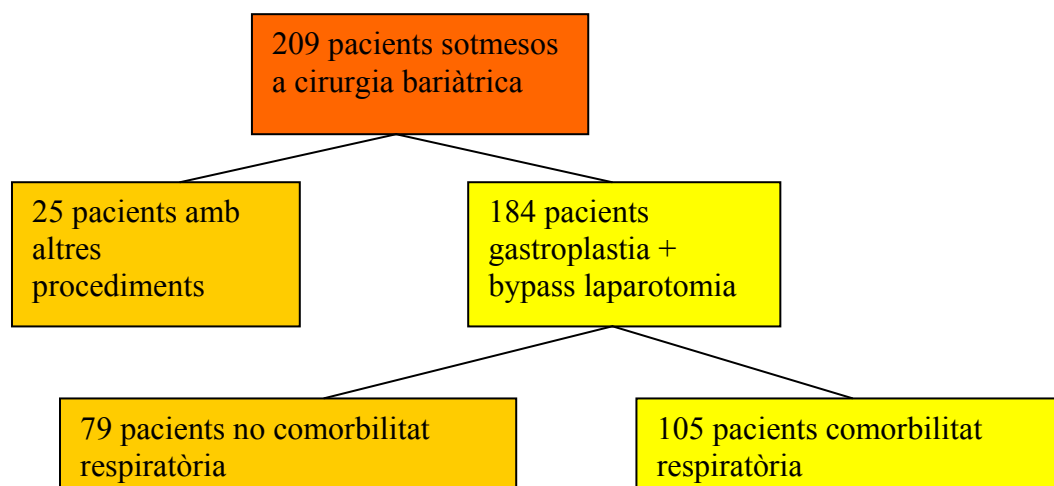 209 pacients sotmesos
a cirurgia bariàtrica
25 pacients amb
altres
procediments
184 pacients
gastroplastia +
bypass laparotomia
79 pacients no comorbilitat
respiratòria
105 pacients comorbilitat
respiratòria